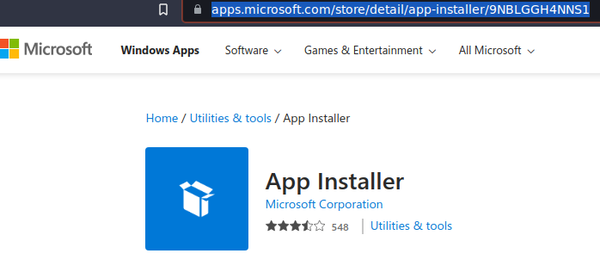 apps.microsoft.com/store/detail/app-installer/9NBLGGH4NNS1
Microsoft Windows Apps Software Games & Entertainment All Microsoft
Home / Utilities & tools / App Installer
App Installer
Microsoft Corporation
548 Utilities & tools